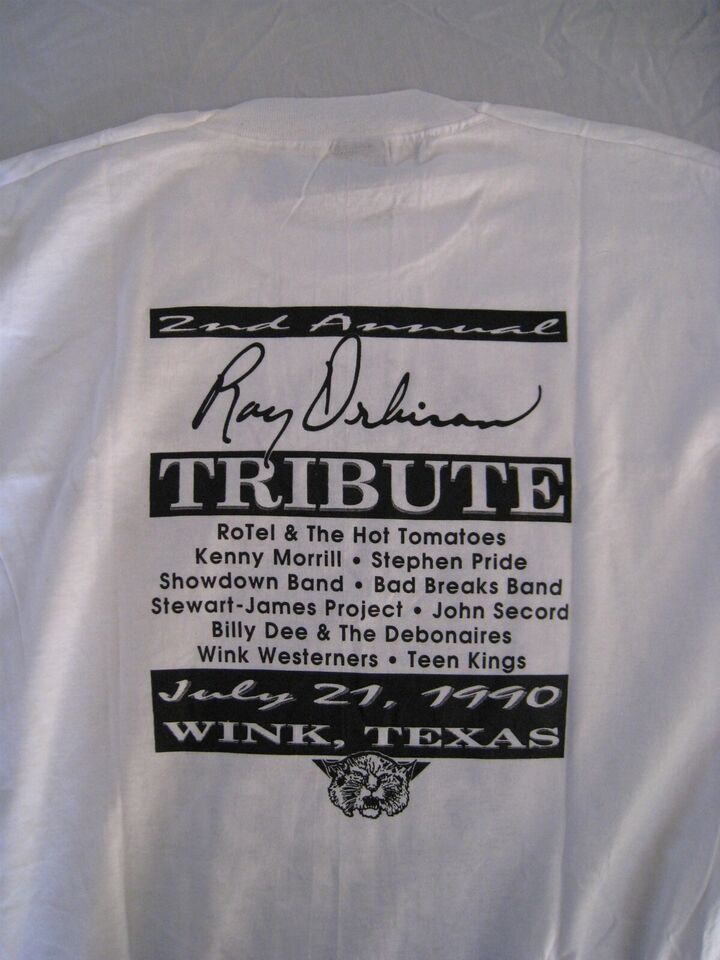 2nd Annual
Roy Orbison
TRIBUTE
RoTel & The Hot Tomatoes
Kenny Morrill • Stephen Pride
Showdown Band • Bad Breaks Band
Stewart-James Project • John Secord
Billy Dee & The Debonaires
Wink Westerners • Teen Kings
July 21, 1990
WINK, TEXAS